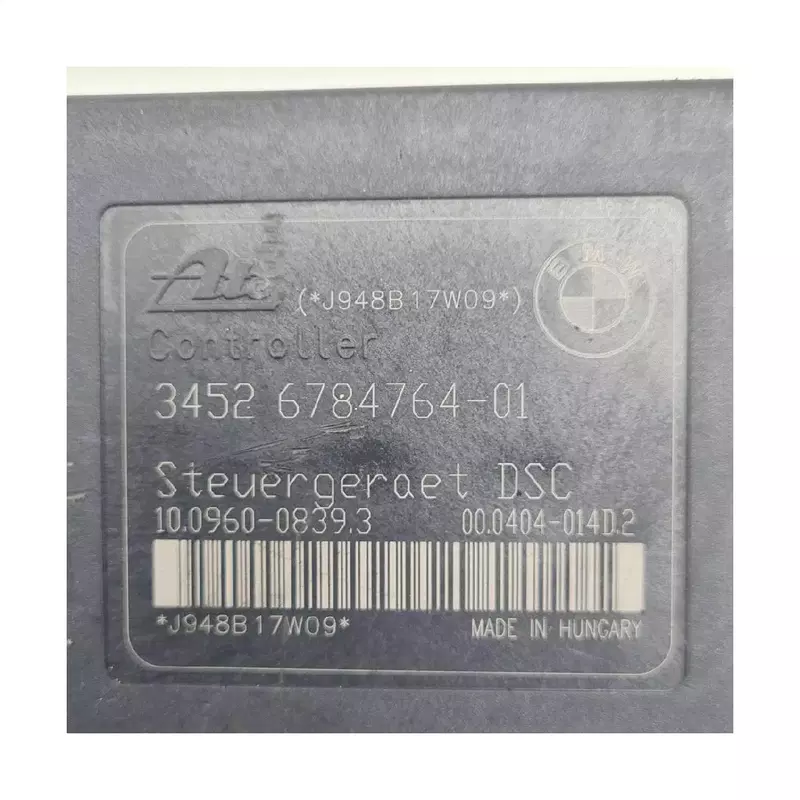 Ate (*J948B17W09*) BMW
Controller
3452 6784764-01
Steuergeraet DSC
10.0960-0839.3 00.0404-014D.2
*J948B17W09* MADE IN HUNGARY